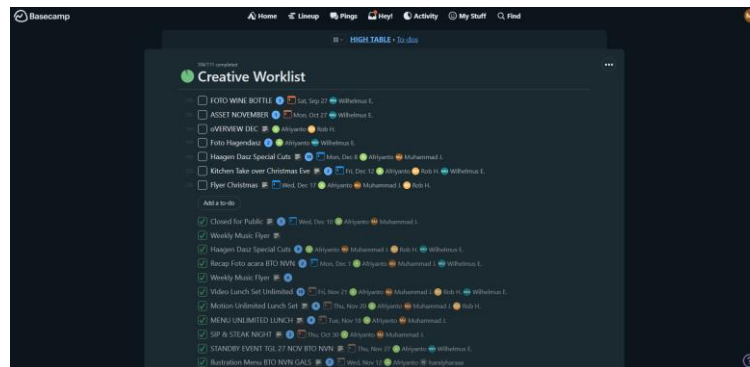 Basecamp
Home Lineup Pings Hey! Activity My Stuff Find
HIGH TABLE • To-dos
completed
Creative Worklist
FOTO WINE BOTTLE Sat, Sep 27 Wilhelmus E.
ASSET NOVEMBER Mon, Oct 27 Wilhelmus E.
oVERVIEW DEC Afriyanto Rob H.
Foto Hagendasz Afriyanto Wilhelmus E.
Haagen Dasz Special Cuts Mon, Dec 8 Afriyanto Muhammad J.
Kitchen Take over Christmas Eve Fri, Dec 12 Afriyanto Rob H. Wilhelmus E.
Flyer Christmas Wed, Dec 17 Afriyanto Muhammad J. Rob H.
Add a to-do
Closed for Public Wed, Dec 10 Afriyanto Muhammad J.
Weekly Music Flyer
Haagen Dasz Special Cuts Afriyanto Muhammad J. Rob H. Wilhelmus E.
Recap Foto acara BTO NVN Mon, Dec 1 Afriyanto Muhammad J. Wilhelmus E.
Weekly Music Flyer
Video Lunch Set Unlimited Fri, Nov 21 Afriyanto Muhammad J. Rob H. Wilhelmus E.
Motion Unlimited Lunch Set Thu, Nov 20 Afriyanto Muhammad J. Rob H.
MENU UNLIMITED LUNCH Tue, Nov 18 Afriyanto Muhammad J.
SIP & STEAK NIGHT Thu, Oct 30 Afriyanto Muhammad J.
STANDBY EVENT TGL 27 NOV BTO NVN Thu, Nov 27 Afriyanto Wilhelmus E.
Ilustration Menu BTO NVN GALS Wed, Nov 12 Afriyanto